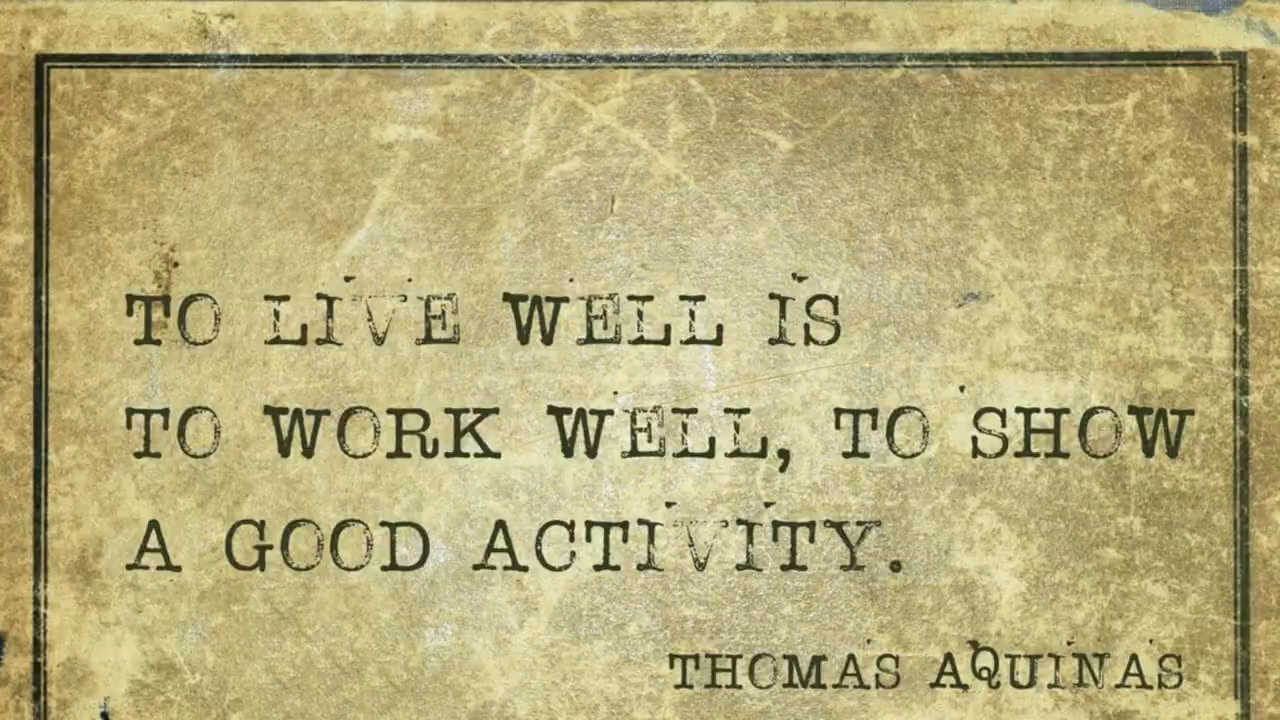 TO LIVE WELL IS
TO WORK WELL, TO SHOW
A GOOD ACTIVITY.
THOMAS AQUINAS